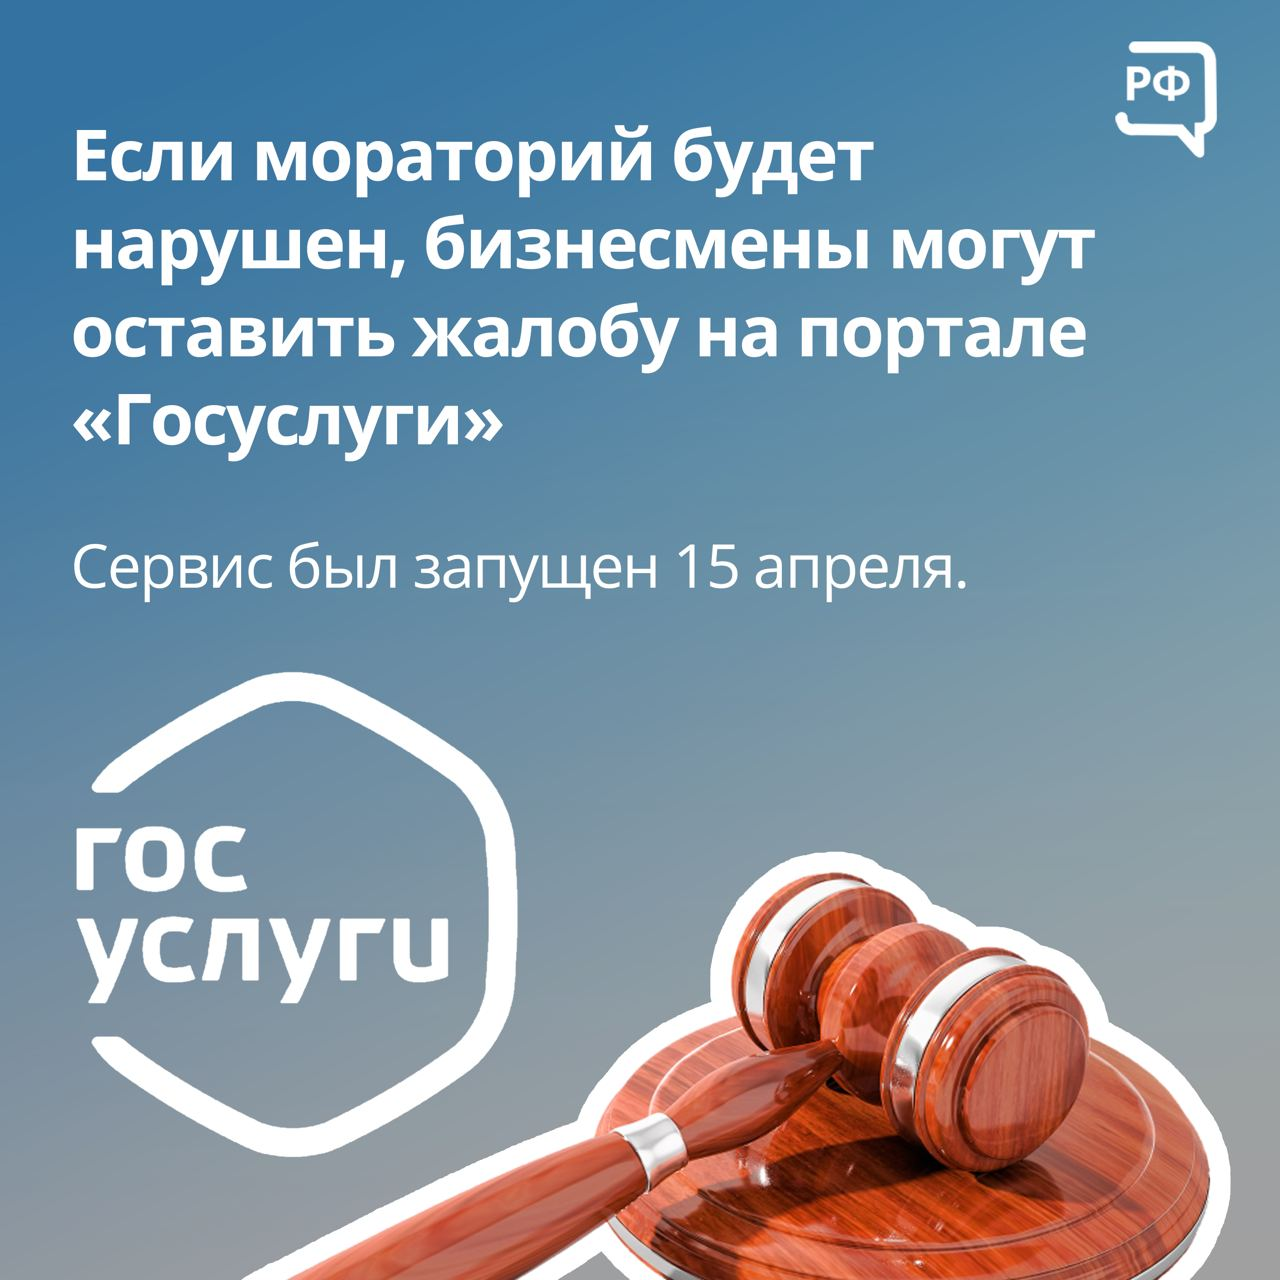 РФ
Если мораторий будет
нарушен, бизнесмены могут
оставить жалобу на портале
«Госуслуги»
Сервис был запущен 15 апреля.
гос
услуги